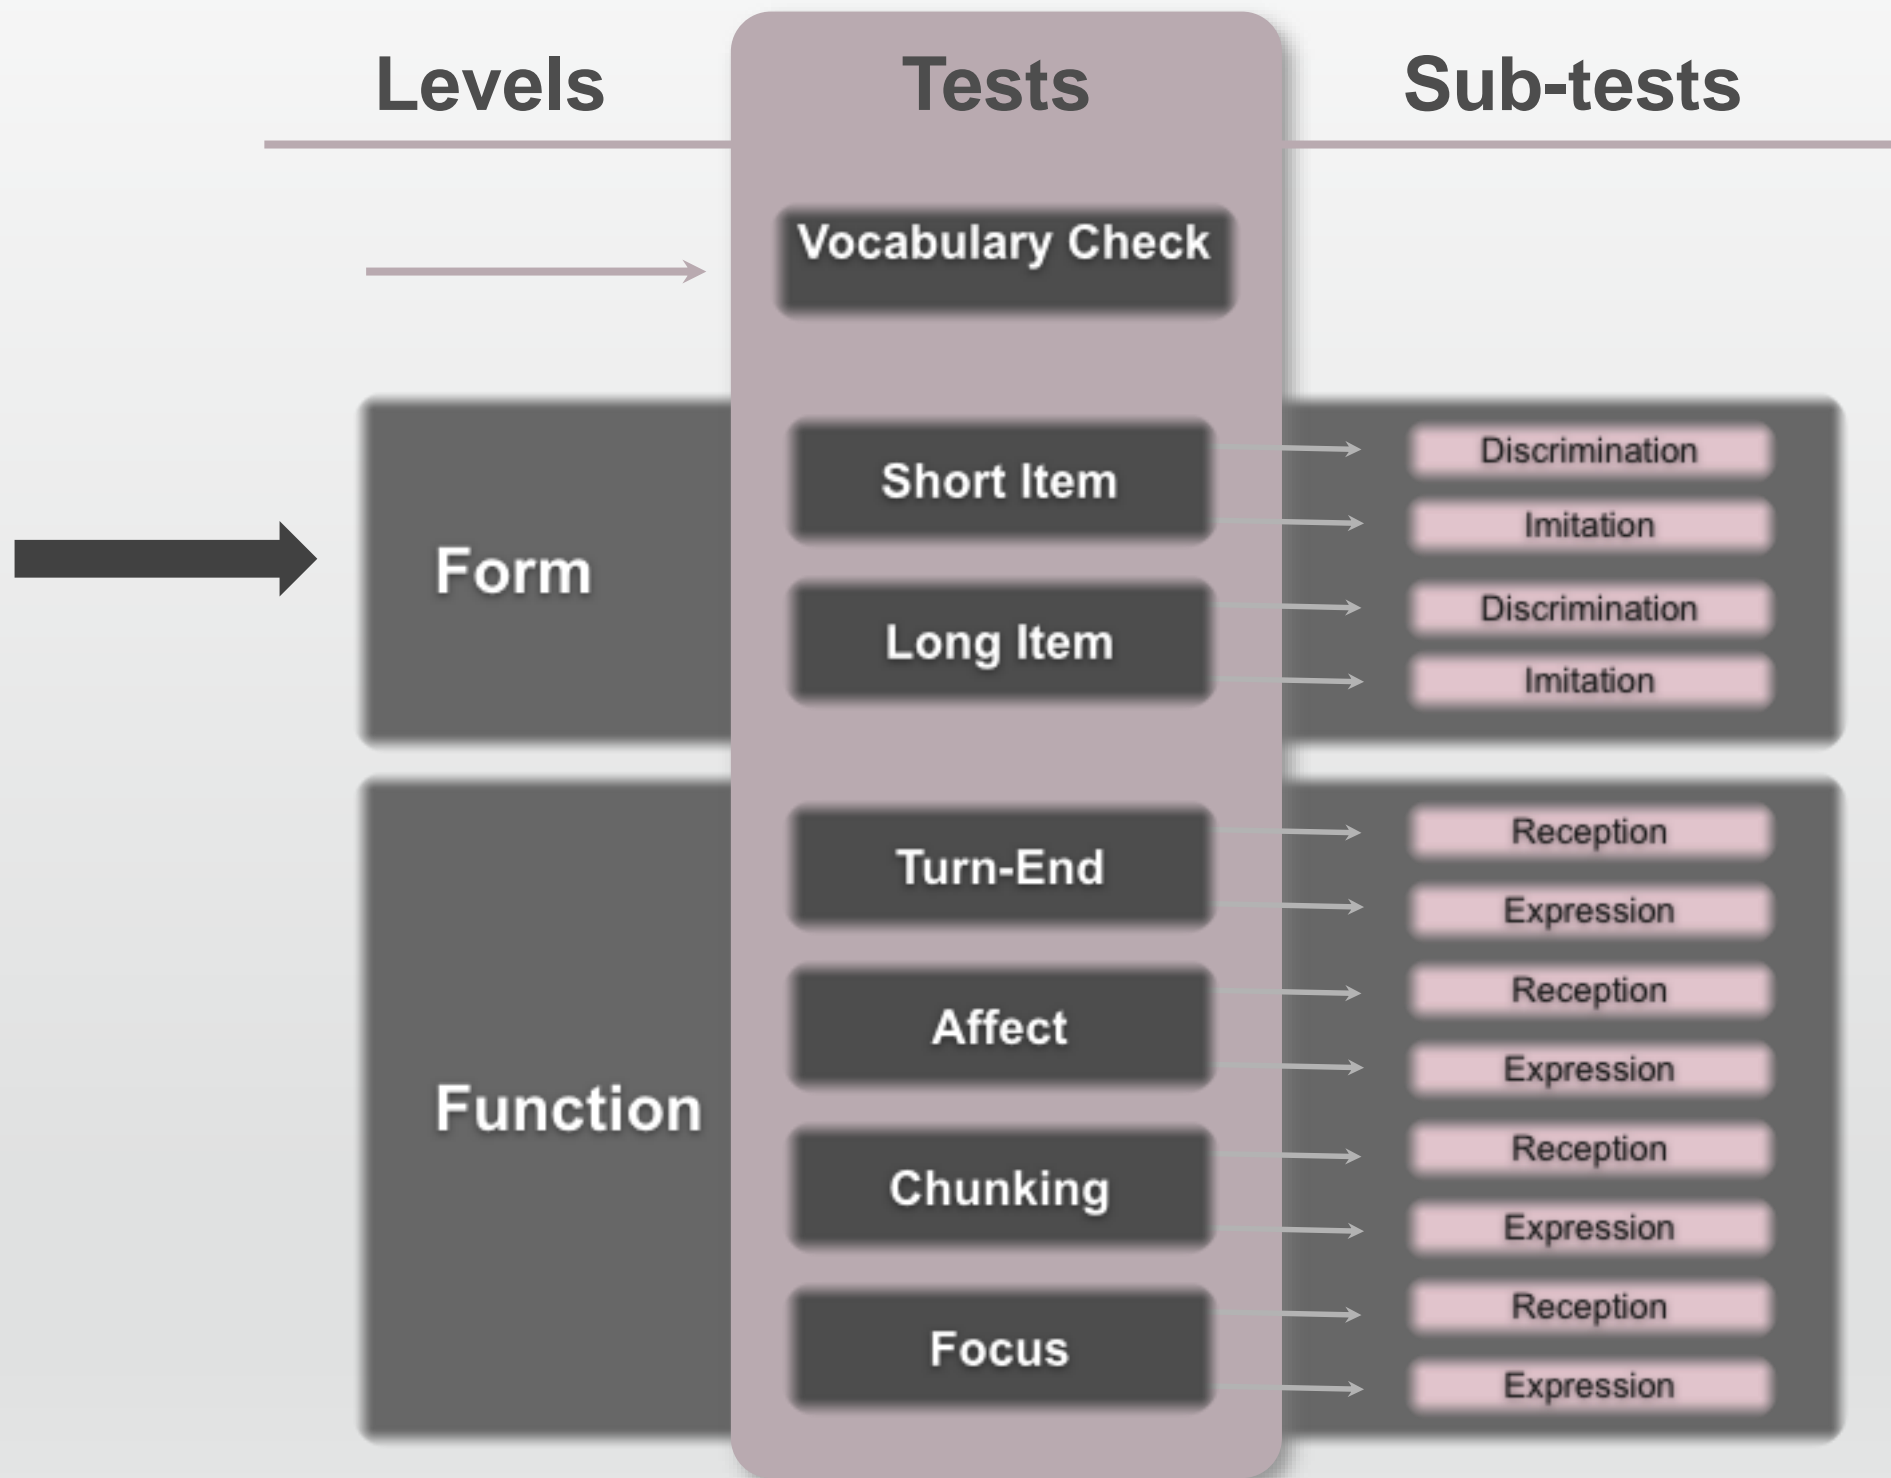 Levels
Tests
Sub-tests
Vocabulary Check
Form
Short Item
Discrimination
Imitation
Long Item
Discrimination
Imitation
Function
Turn-End
Reception
Expression
Affect
Reception
Expression
Chunking
Reception
Expression
Focus
Reception
Expression